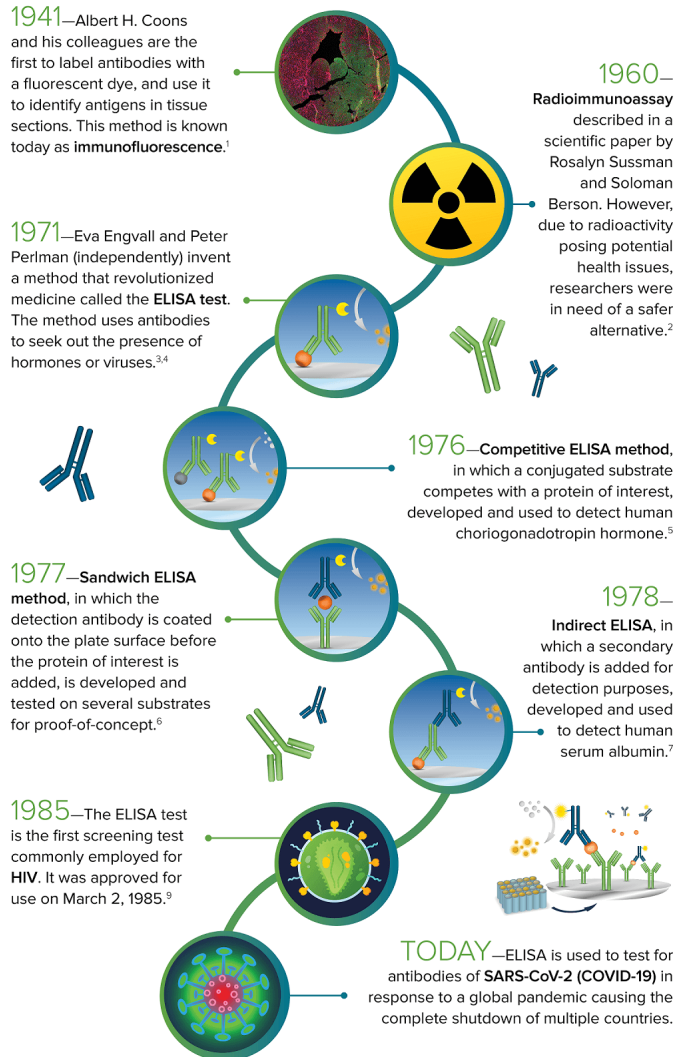 1941—Albert H. Coons
and his colleagues are the
first to label antibodies with
a fluorescent dye, and use it
to identify antigens in tissue
sections. This method is known
today as immunofluorescence.¹
1960—
Radioimmunoassay
described in a
scientific paper by
Rosalyn Sussman
and Soloman
Berson. However,
due to radioactivity
posing potential
health issues,
researchers were
in need of a safer
alternative.²
1971—Eva Engvall and Peter
Perlman (independently) invent
a method that revolutionized
medicine called the ELISA test.
The method uses antibodies
to seek out the presence of
hormones or viruses.³,⁴
1976—Competitive ELISA method,
in which a conjugated substrate
competes with a protein of interest,
developed and used to detect human
choriogonadotropin hormone.⁵
1977—Sandwich ELISA
method, in which the
detection antibody is coated
onto the plate surface before
the protein of interest is
added, is developed and
tested on several substrates
for proof-of-concept.⁶
1978—
Indirect ELISA, in
which a secondary
antibody is added for
detection purposes,
developed and used
to detect human
serum albumin.⁷
1985—The ELISA test
is the first screening test
commonly employed for
HIV. It was approved for
use on March 2, 1985.⁹
TODAY—ELISA is used to test for
antibodies of SARS-CoV-2 (COVID-19) in
response to a global pandemic causing the
complete shutdown of multiple countries.